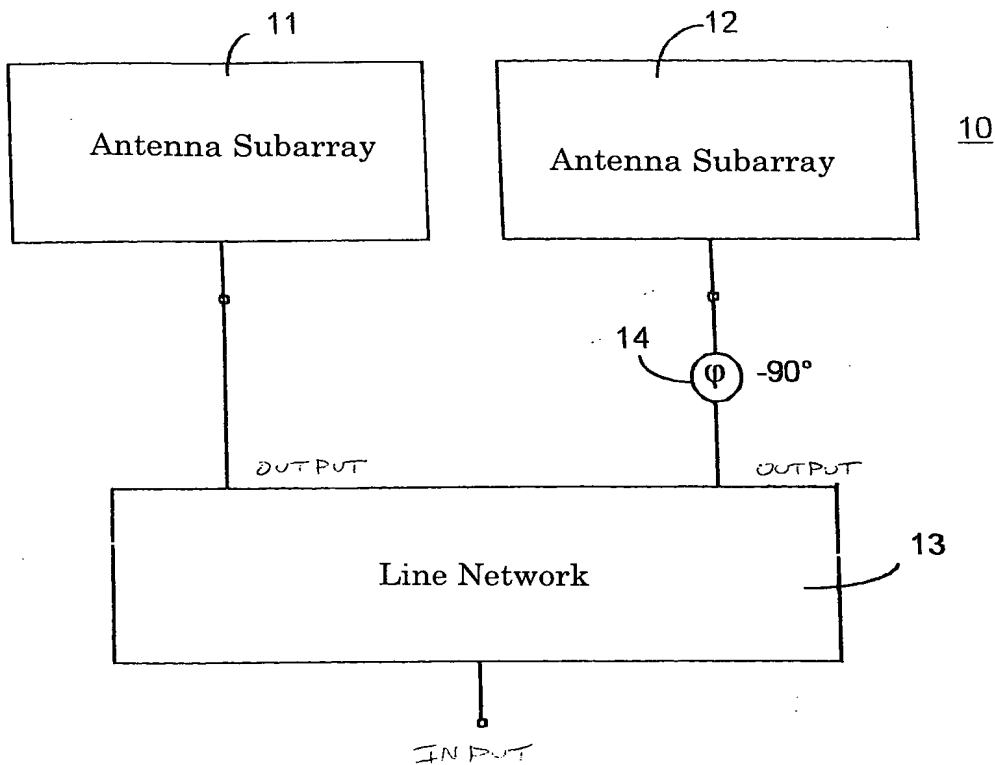 11
12
10
Antenna Subarray
Antenna Subarray
14
φ
-90°
OUTPUT
OUTPUT
Line Network
13
INPUT